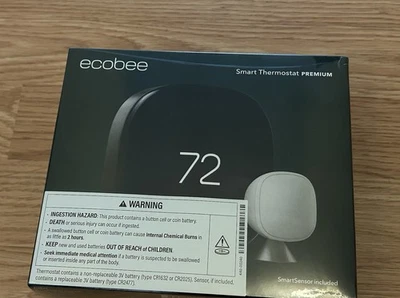 ecobee
Smart Thermostat PREMIUM
72
WARNING
• INGESTION HAZARD: This product contains a button cell or coin battery.
• DEATH or serious injury can occur if ingested.
• A swallowed button cell or coin battery can cause Internal Chemical Burns in
as little as 2 hours.
• KEEP new and used batteries OUT OF REACH of CHILDREN.
• Seek immediate medical attention if a battery is suspected to be swallowed
or inserted inside any part of the body.
Thermostat contains a non-replaceable 3V battery (type CR1632 or CR2025). Sensor, if included,
contains a replaceable 3V battery (type CR2477).
SmartSensor included